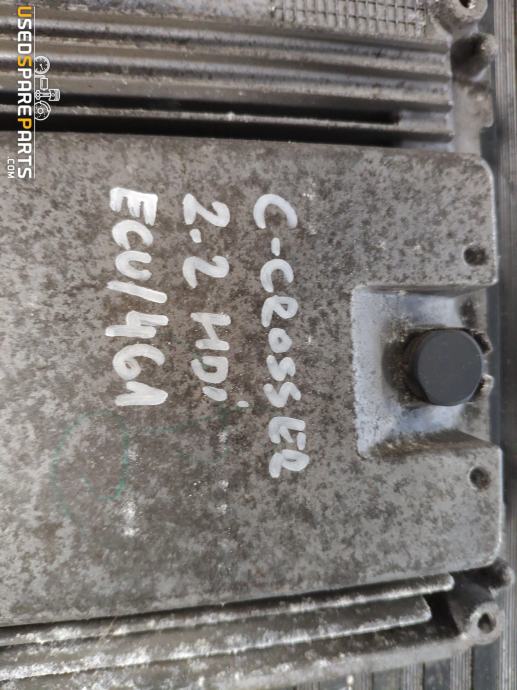 USEDSPAREPARTS
.COM
C-CROSSER
2.2 HDi
ECU/461